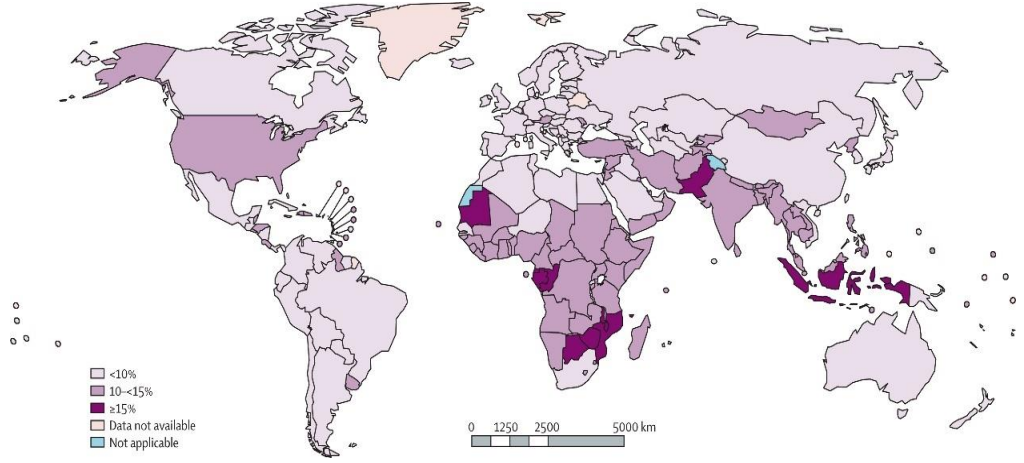 <10%
10–<15%
≥15%
Data not available
Not applicable
0 1250 2500 5000 km